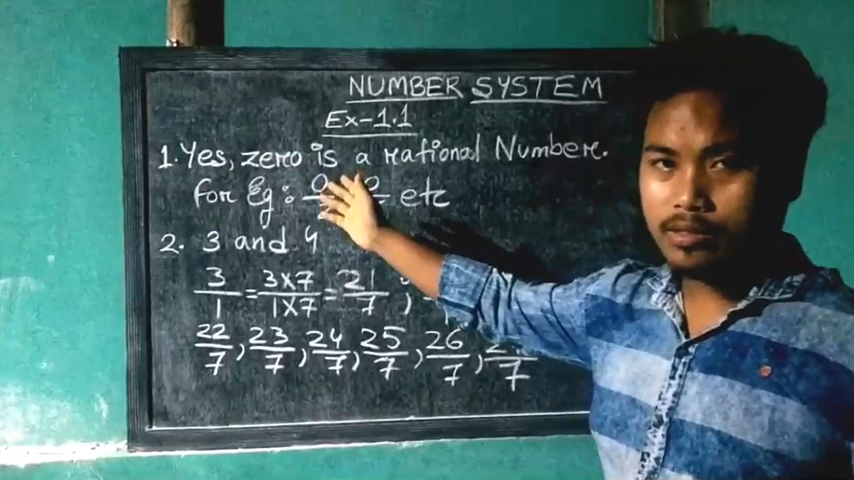 NUMBER SYSTEM
Ex-1.1
1. Yes, zero is a rational Number.
for Eg : 0 etc
2. 3 and 4
3/1 = 3x7/1x7 = 21/7 ;
22/7, 23/7, 24/7, 25/7, 26/7,